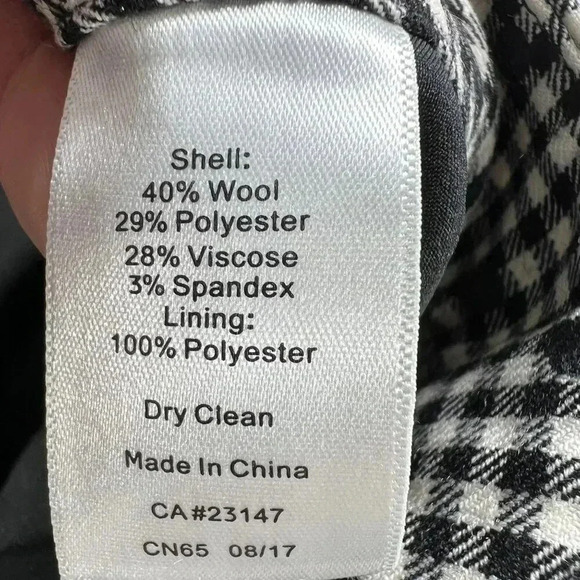 Shell:
40% Wool
29% Polyester
28% Viscose
3% Spandex
Lining:
100% Polyester
Dry Clean
Made In China
CA#23147
CN65 08/17